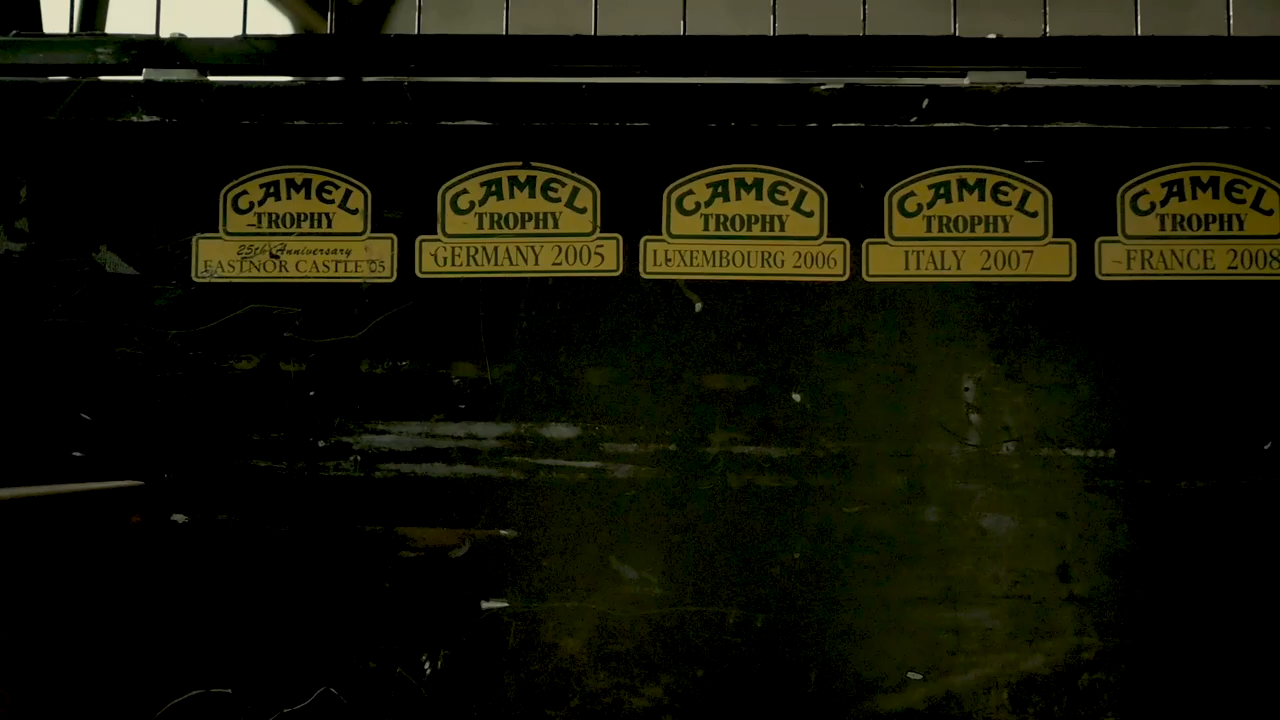 CAMEL
TROPHY
25th Anniversary
EASTNOR CASTLE '05
CAMEL
TROPHY
GERMANY 2005
CAMEL
TROPHY
LUXEMBOURG 2006
CAMEL
TROPHY
ITALY 2007
CAMEL
TROPHY
FRANCE 2008